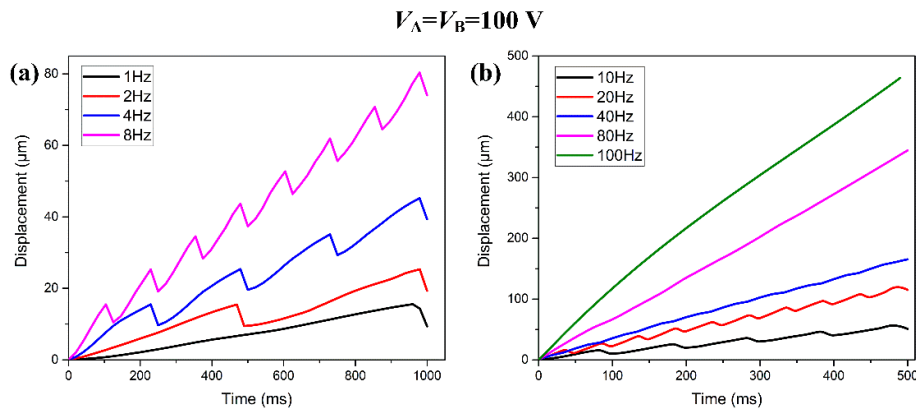 V_A=V_B=100 V
(a)
1Hz
2Hz
4Hz
8Hz
Displacement (μm)
80
60
40
20
0
0 200 400 600 800 1000
Time (ms)
(b)
10Hz
20Hz
40Hz
80Hz
100Hz
Displacement (μm)
500
400
300
200
100
0
0 100 200 300 400 500
Time (ms)